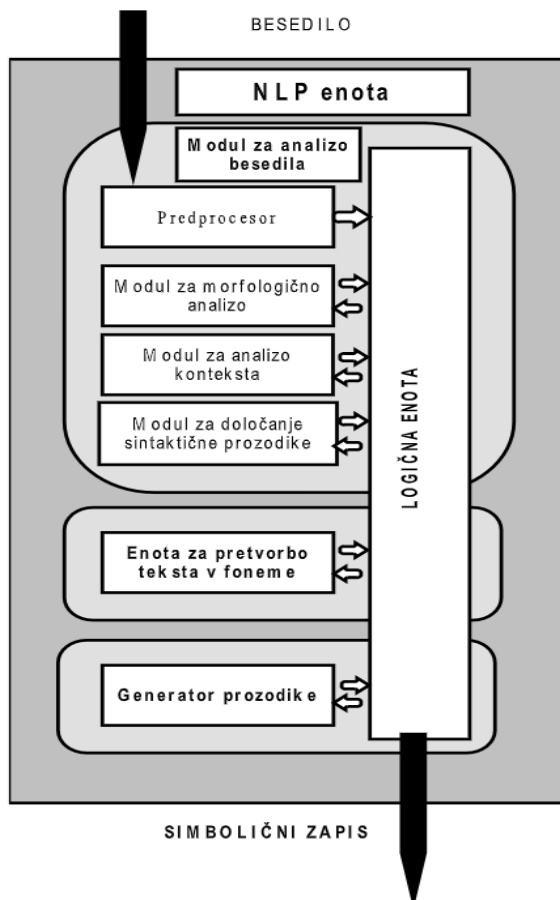 BESEDILO
NLP enota
Modul za analizo
besedila
Predprocesor
Modul za morfologično
analizo
Modul za analizo
konteksta
Modul za določanje
sintaktične prozodike
LOGIČNA ENOTA
Enota za pretvorbo
teksta v foneme
Generator prozodike
SIMBOLIČNI ZAPIS